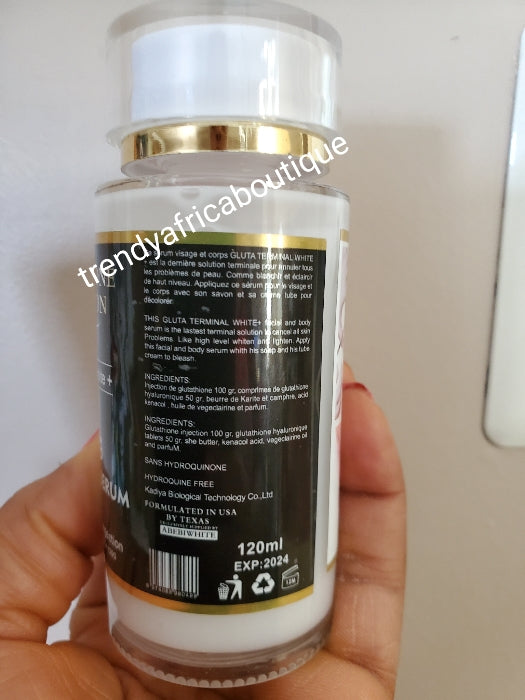 trendyafricaboutique
serum visage et corps GLUTA TERMINAL WHITE
+ est la dernière solution terminale pour annuler tous
les problèmes de peau. Comme blanchir et éclaircir
de haut niveau. Appliquez ce sérum pour le visage et
le corps avec son savon et sa crème tube pour
décolorer.
THIS GLUTA TERMINAL WHITE+ facial and body
serum is the lastest terminal solution to cancel all skin
Problems. Like high level whiten and lighten. Apply
this facial and body serum whith his soap and his tube
cream to bleash.
INGREDIENTS:
Injection de glutathione 100 gr, comprimes de glutathione
hyaluronique 50 gr, beurre de Karite et camphre, acid
kenacol , huile de vegeclairine et parfum.
INGREDIENTS:
Glutathione injection 100 gr, glutathione hyaluronique
tablets 50 gr, she butter, kenacol acid, vegeclairine oil
and parfuM.
SANS HYDROQUINONE
HYDROQUINE FREE
Kadiya Biological Technology Co.,Ltd
FORMULATED IN USA
BY TEXAS
ABEBIWHITE
120ml
EXP:2024
12M